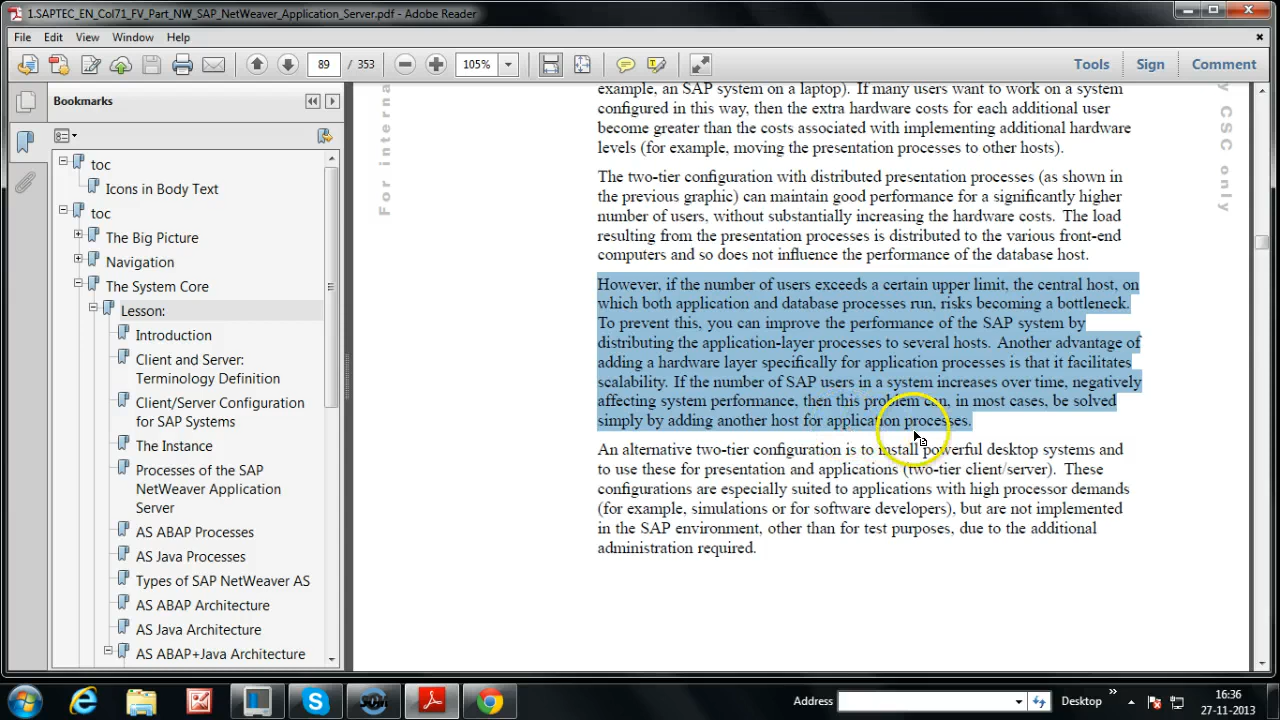 1.SAPTEC_EN_Col71_FV_Part_NW_SAP_NetWeaver_Application_Server.pdf - Adobe Reader
File Edit View Window Help
89 / 353 105% Tools Sign Comment
Bookmarks
toc
Icons in Body Text
toc
The Big Picture
Navigation
The System Core
Lesson:
Introduction
Client and Server:
Terminology Definition
Client/Server Configuration
for SAP Systems
The Instance
Processes of the SAP
NetWeaver Application
Server
AS ABAP Processes
AS Java Processes
Types of SAP NetWeaver AS
AS ABAP Architecture
AS Java Architecture
AS ABAP+Java Architecture
For interna
example, an SAP system on a laptop). If many users want to work on a system
configured in this way, then the extra hardware costs for each additional user
become greater than the costs associated with implementing additional hardware
levels (for example, moving the presentation processes to other hosts).
The two-tier configuration with distributed presentation processes (as shown in
the previous graphic) can maintain good performance for a significantly higher
number of users, without substantially increasing the hardware costs. The load
resulting from the presentation processes is distributed to the various front-end
computers and so does not influence the performance of the database host.
However, if the number of users exceeds a certain upper limit, the central host, on
which both application and database processes run, risks becoming a bottleneck.
To prevent this, you can improve the performance of the SAP system by
distributing the application-layer processes to several hosts. Another advantage of
adding a hardware layer specifically for application processes is that it facilitates
scalability. If the number of SAP users in a system increases over time, negatively
affecting system performance, then this problem can, in most cases, be solved
simply by adding another host for application processes.
An alternative two-tier configuration is to install powerful desktop systems and
to use these for presentation and applications (two-tier client/server). These
configurations are especially suited to applications with high processor demands
(for example, simulations or for software developers), but are not implemented
in the SAP environment, other than for test purposes, due to the additional
administration required.
y CSC only
Address Desktop 16:36
27-11-2013